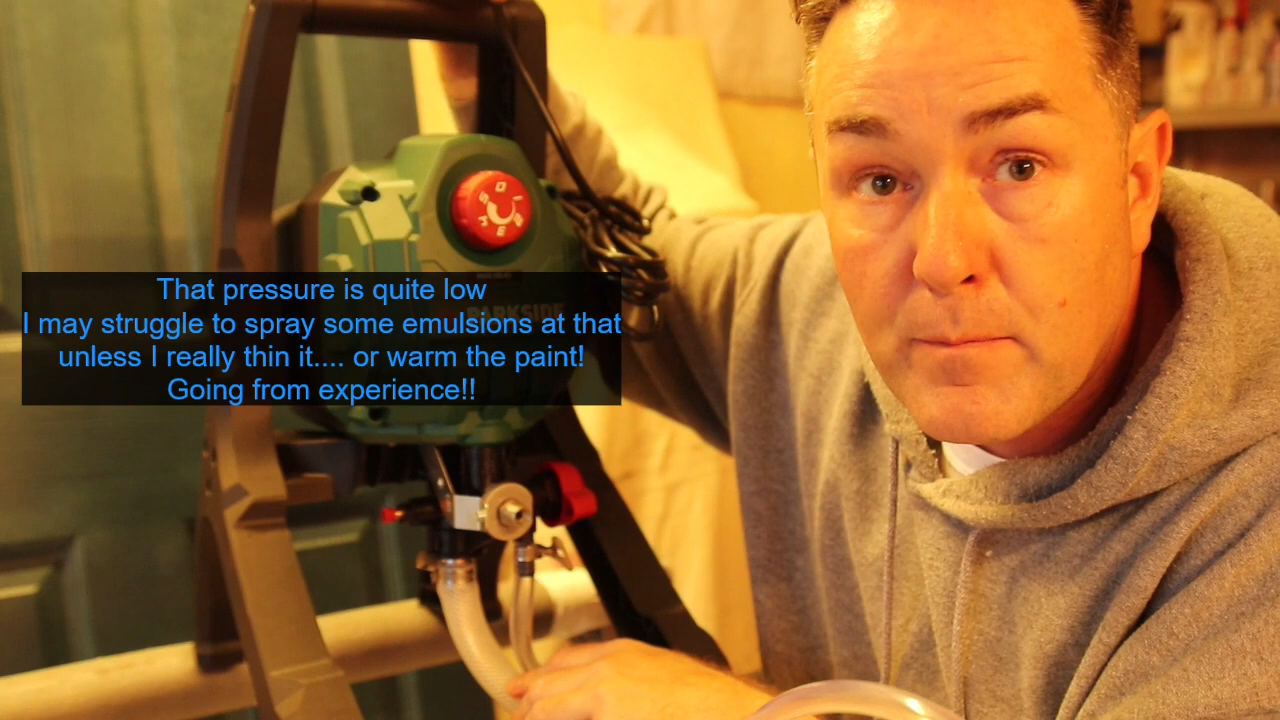 That pressure is quite low
I may struggle to spray some emulsions at that
unless I really thin it.... or warm the paint!
Going from experience!!
PARKSIDE